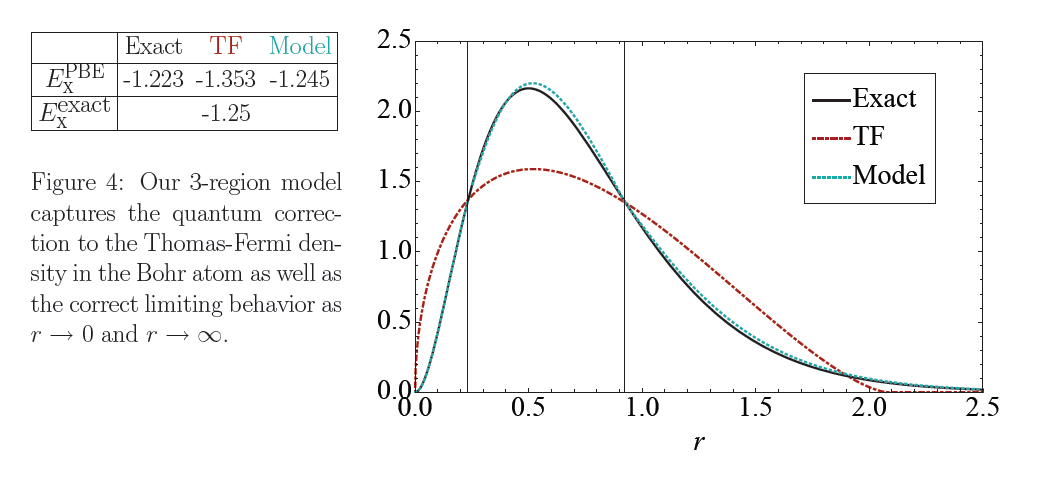 Exact TF Model
E_x^PBE -1.223 -1.353 -1.245
E_x^exact -1.25
Figure 4: Our 3-region model
captures the quantum correc-
tion to the Thomas-Fermi den-
sity in the Bohr atom as well as
the correct limiting behavior as
r → 0 and r → ∞.
2.5
2.0
1.5
1.0
0.5
0.0
Exact
TF
Model
0.0 0.5 1.0 1.5 2.0 2.5
r